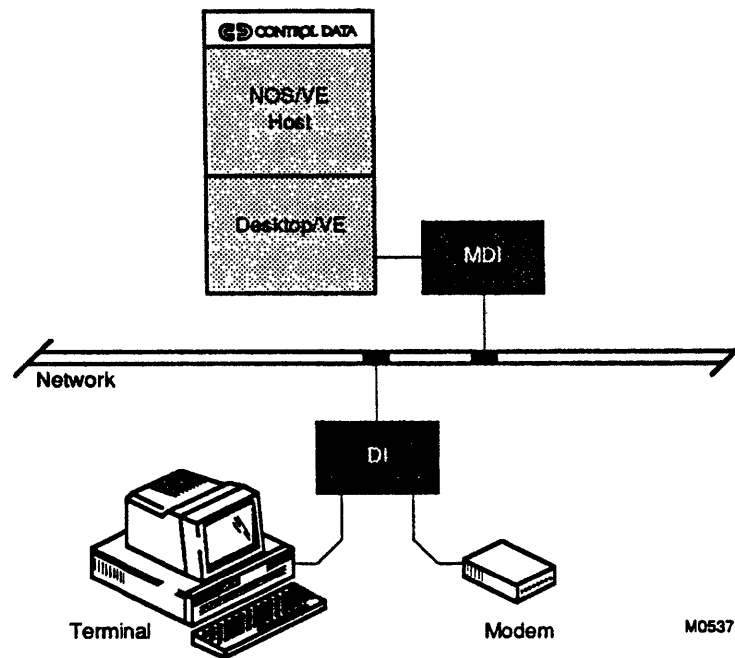 CONTROL DATA
NOS/VE
Host
Desktop/VE
MDI
Network
DI
Terminal
Modem
M0537